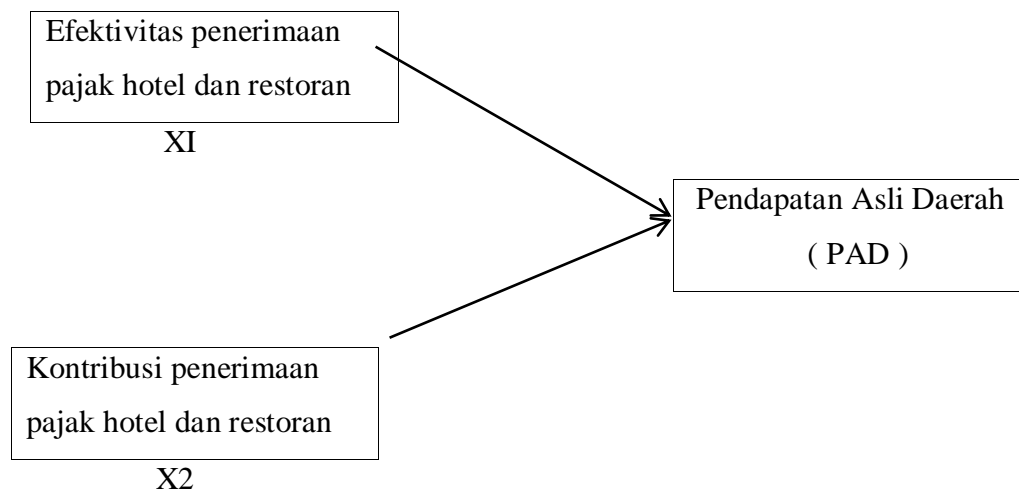 Efektivitas penerimaan
pajak hotel dan restoran
XI
Pendapatan Asli Daerah
( PAD )
Kontribusi penerimaan
pajak hotel dan restoran
X2